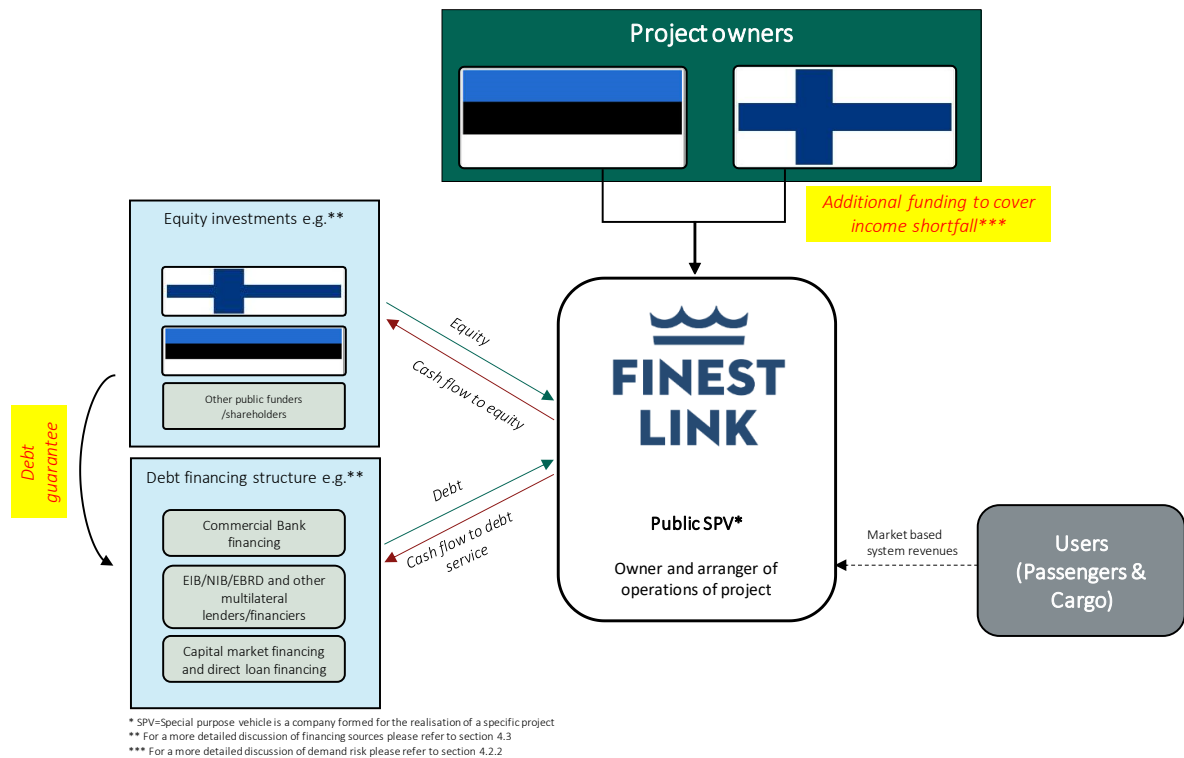 Project owners
Additional funding to cover
income shortfall***
Equity investments e.g.**
Other public funders
/shareholders
Equity
Cash flow to equity
FINEST
LINK
Debt
guarantee
Debt financing structure e.g.**
Commercial Bank
financing
EIB/NIB/EBRD and other
multilateral
lenders/financiers
Capital market financing
and direct loan financing
Debt
Cash flow to debt
service
Public SPV*
Owner and arranger of
operations of project
Market based
system revenues
Users
(Passengers &
Cargo)
* SPV=Special purpose vehicle is a company formed for the realisation of a specific project
** For a more detailed discussion of financing sources please refer to section 4.3
*** For a more detailed discussion of demand risk please refer to section 4.2.2